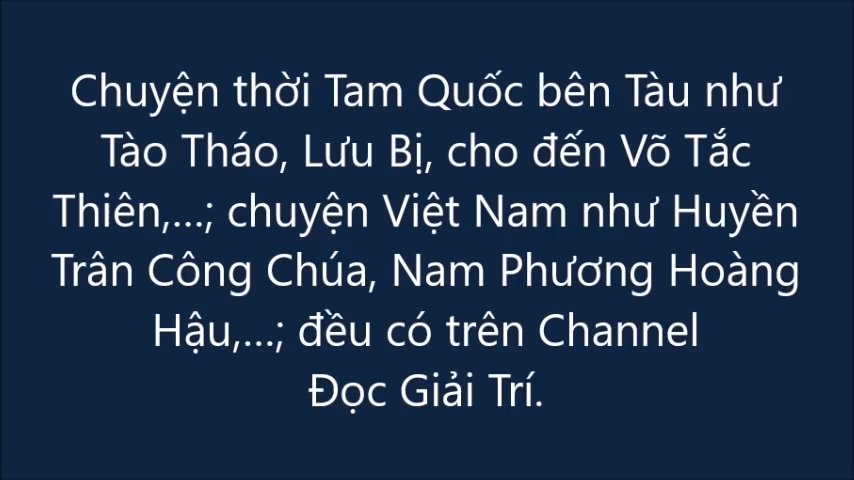 Chuyện thời Tam Quốc bên Tàu như
Tào Tháo, Lưu Bị, cho đến Võ Tắc
Thiên,...; chuyện Việt Nam như Huyền
Trân Công Chúa, Nam Phương Hoàng
Hậu,...; đều có trên Channel
Đọc Giải Trí.